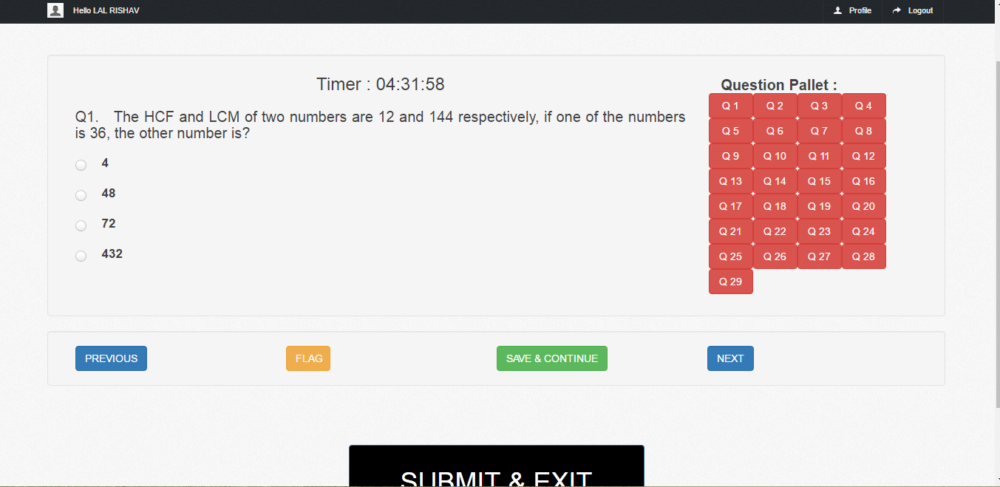 Hello LAL RISHAV
Profile
Logout
Timer : 04:31:58
Q1. The HCF and LCM of two numbers are 12 and 144 respectively, if one of the numbers
is 36, the other number is?
4
48
72
432
Question Pallet :
Q 1 Q 2 Q 3 Q 4
Q 5 Q 6 Q 7 Q 8
Q 9 Q 10 Q 11 Q 12
Q 13 Q 14 Q 15 Q 16
Q 17 Q 18 Q 19 Q 20
Q 21 Q 22 Q 23 Q 24
Q 25 Q 26 Q 27 Q 28
Q 29
PREVIOUS
FLAG
SAVE & CONTINUE
NEXT
SUBMIT & EXIT